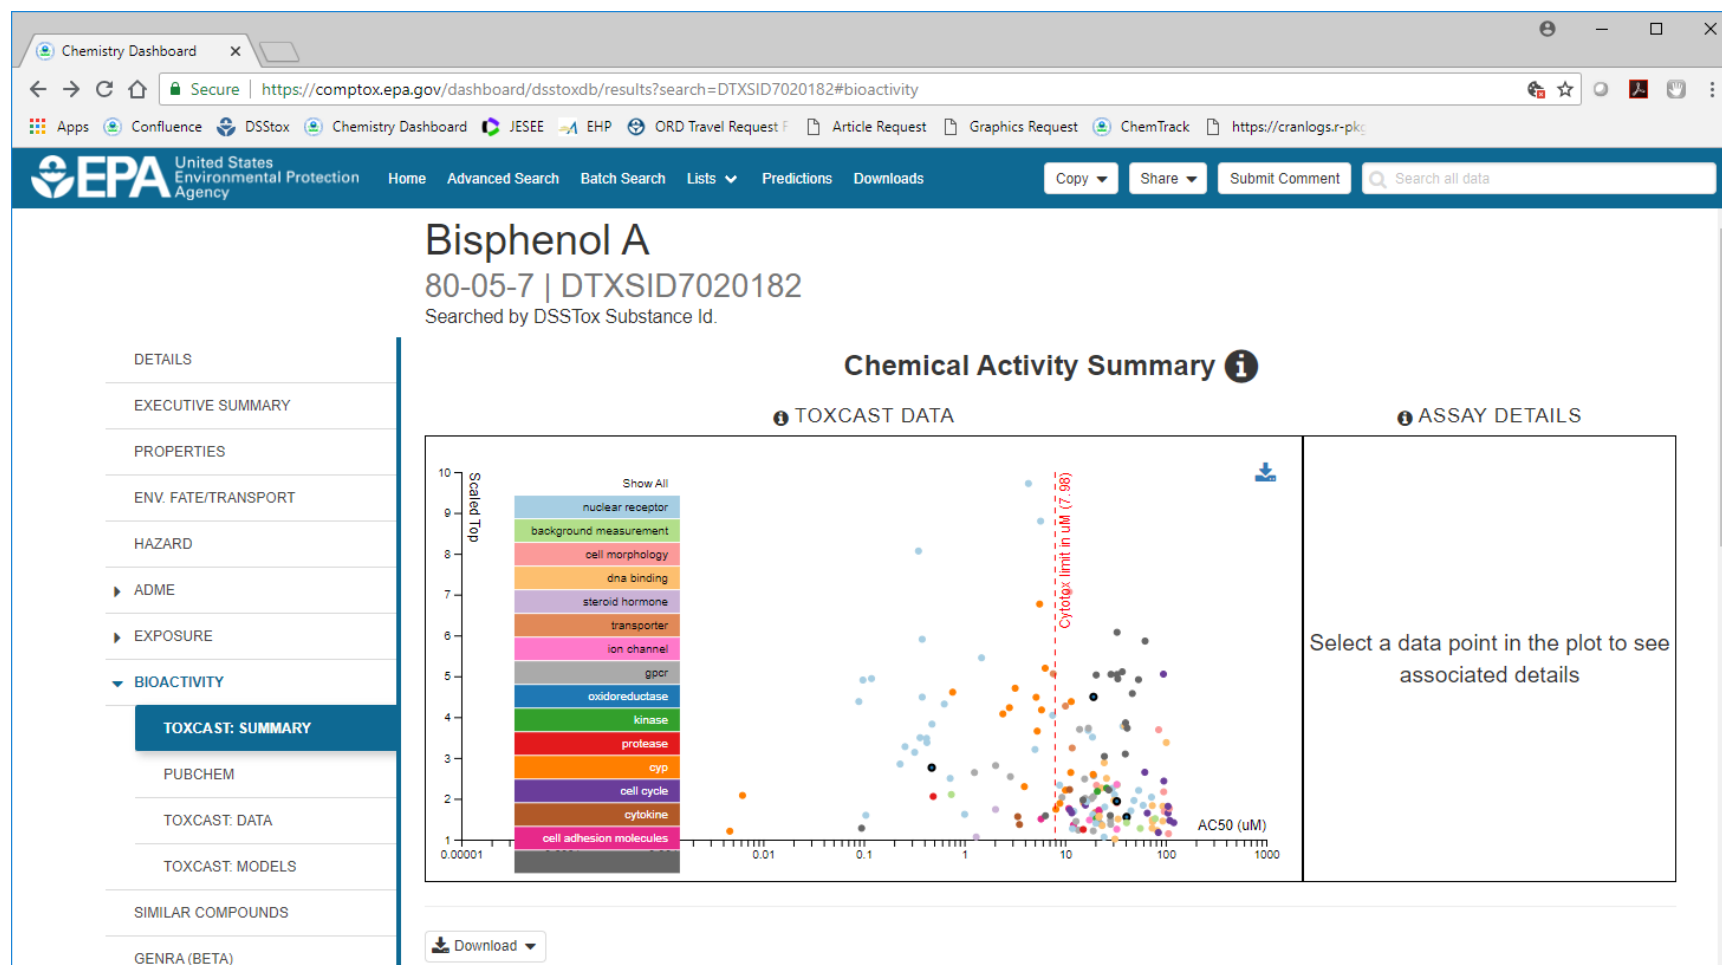 Chemistry Dashboard
Secure | https://comptox.epa.gov/dashboard/dsstoxdb/results?search=DTXSID7020182#bioactivity
Apps Confluence DSStox Chemistry Dashboard JESEE EHP ORD Travel Request F Article Request Graphics Request ChemTrack https://cranlogs.r-pkg
EPA United States Environmental Protection Agency
Home Advanced Search Batch Search Lists Predictions Downloads Copy Share Submit Comment Search all data
Bisphenol A
80-05-7 | DTXSID7020182
Searched by DSSTox Substance Id.
DETAILS
EXECUTIVE SUMMARY
PROPERTIES
ENV. FATE/TRANSPORT
HAZARD
ADME
EXPOSURE
BIOACTIVITY
TOXCAST: SUMMARY
PUBCHEM
TOXCAST: DATA
TOXCAST: MODELS
SIMILAR COMPOUNDS
GENRA (BETA)
Chemical Activity Summary
TOXCAST DATA
ASSAY DETAILS
10
9
8
7
6
5
4
3
2
1
Scaled Top
Show All
nuclear receptor
background measurement
cell morphology
dna binding
steroid hormone
transporter
ion channel
gpcr
oxidoreductase
kinase
protease
cyp
cell cycle
cytokine
cell adhesion molecules
Cytotox limit in uM (7.98)
AC50 (uM)
0.00001 0.01 0.1 1 10 100 1000
Select a data point in the plot to see
associated details
Download